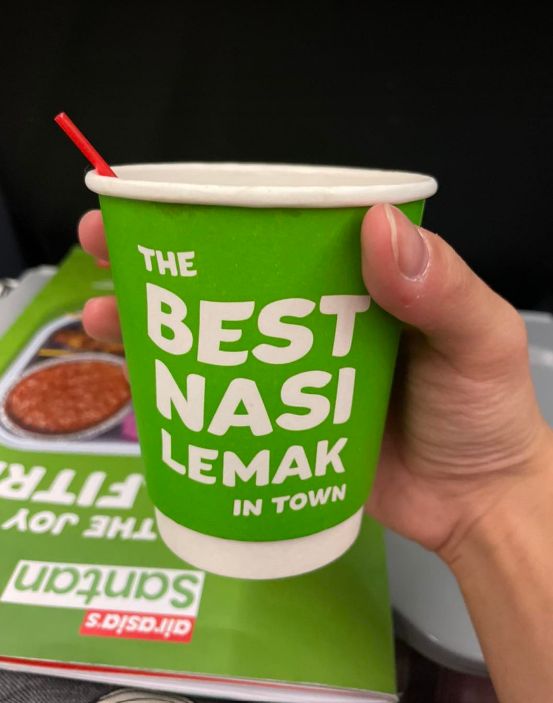 THE
BEST
NASI
LEMAK
IN TOWN
THE JOY
airasia's
Santan